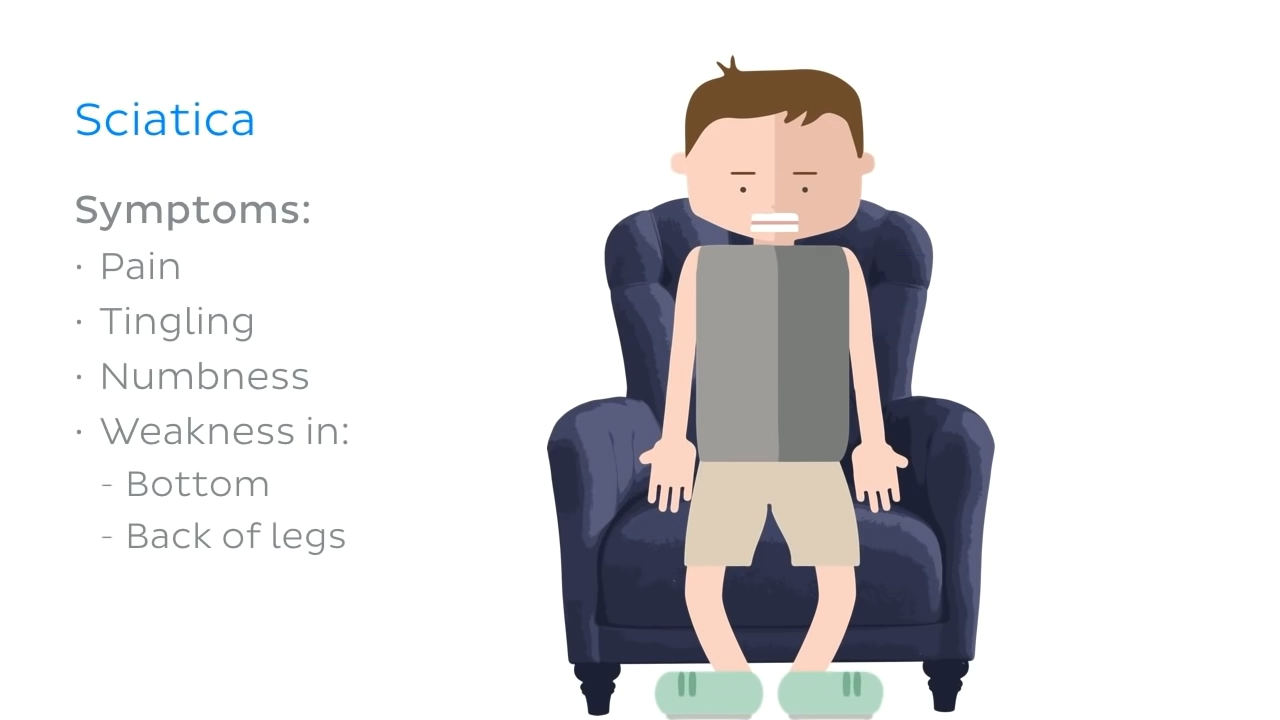 Sciatica
Symptoms:
· Pain
· Tingling
· Numbness
· Weakness in:
- Bottom
- Back of legs